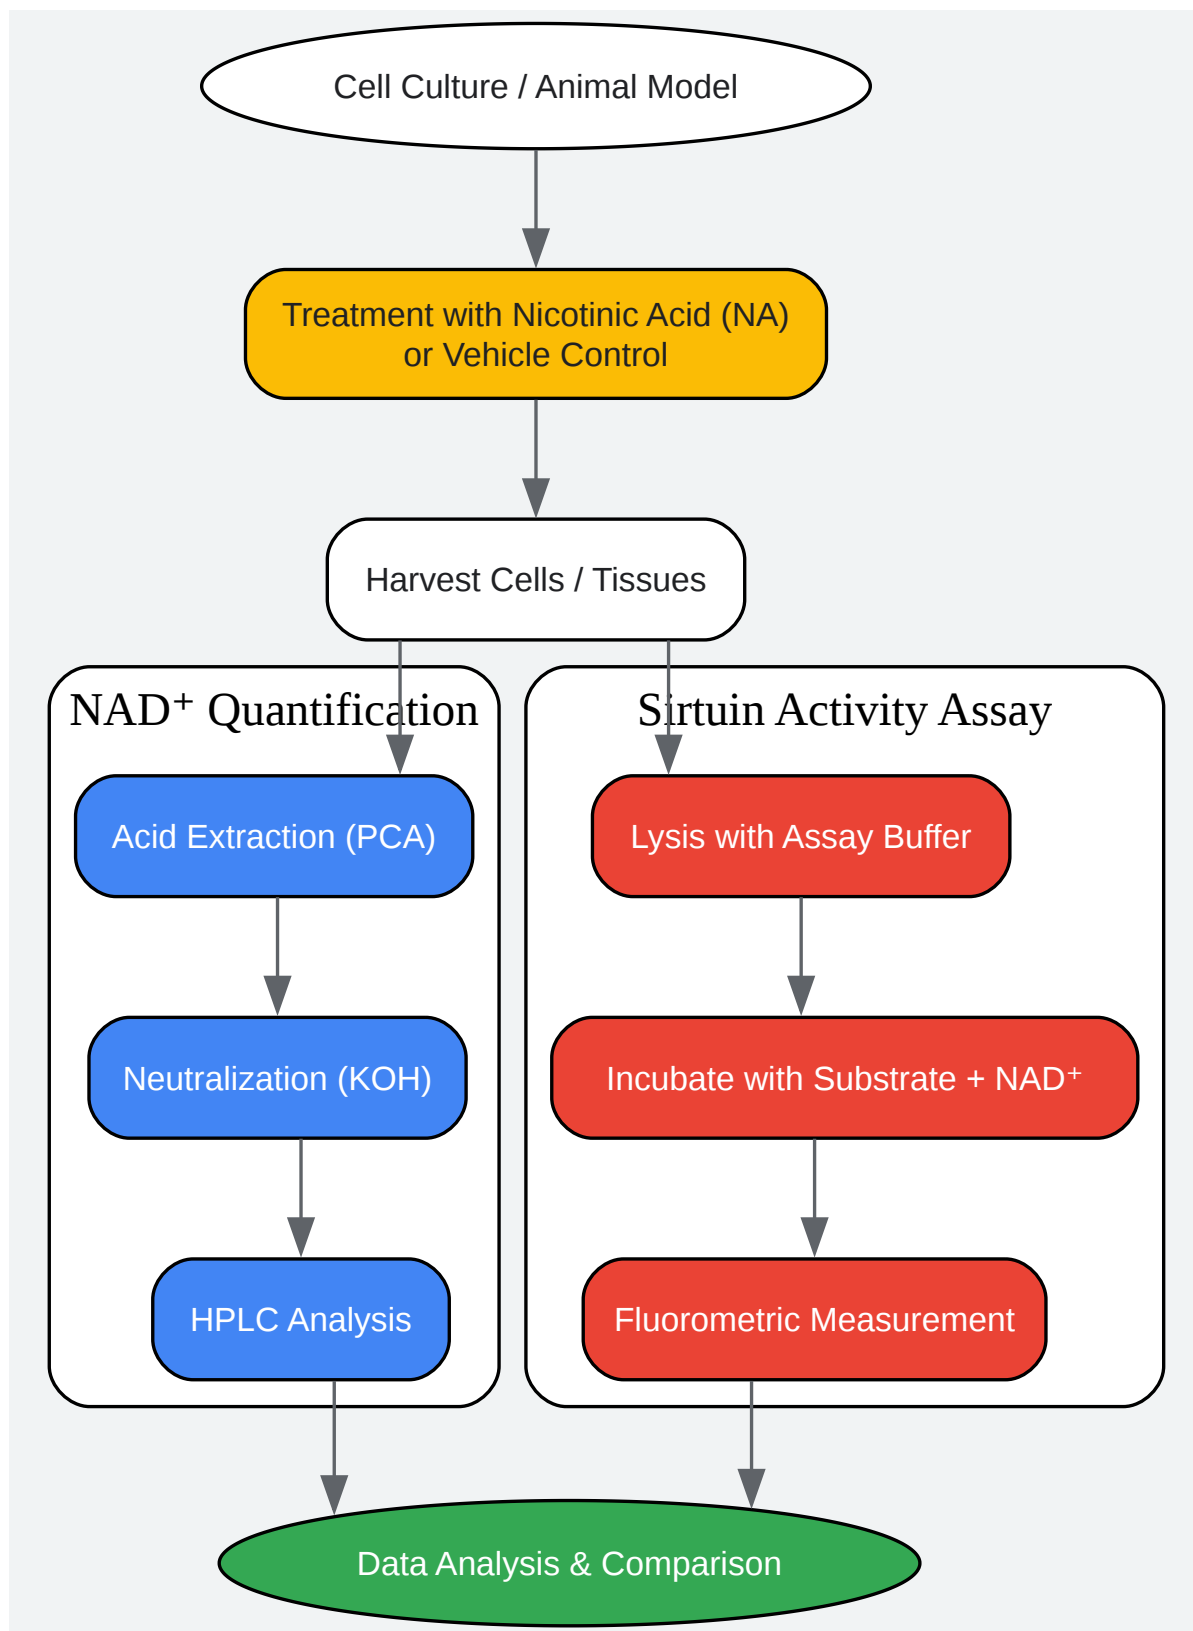 Cell Culture / Animal Model
Treatment with Nicotinic Acid (NA)
or Vehicle Control
Harvest Cells / Tissues
NAD⁺ Quantification
Acid Extraction (PCA)
Neutralization (KOH)
HPLC Analysis
Sirtuin Activity Assay
Lysis with Assay Buffer
Incubate with Substrate + NAD⁺
Fluorometric Measurement
Data Analysis & Comparison